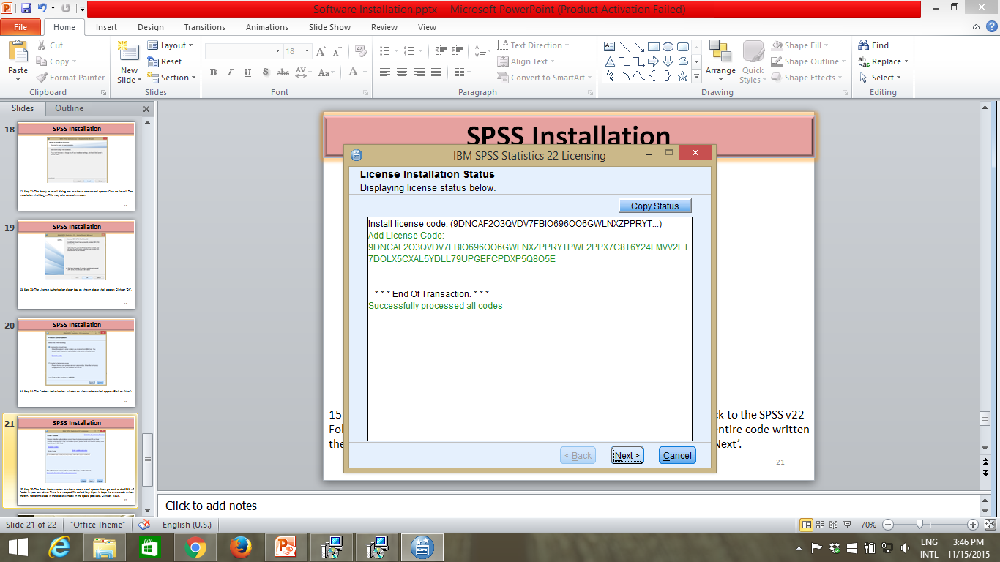 Software Installation.pptx - Microsoft PowerPoint (Product Activation Failed)
File Home Insert Design Transitions Animations Slide Show Review View
Paste Cut Copy Format Painter Clipboard
New Slide Layout Reset Section Slides
18 Font
Text Direction Align Text Convert to SmartArt Paragraph
Arrange Quick Styles Shape Fill Shape Outline Shape Effects Drawing
Find Replace Select Editing
Slides Outline
18 SPSS Installation
19 SPSS Installation
20 SPSS Installation
21 SPSS Installation
SPSS Installation
IBM SPSS Statistics 22 Licensing
License Installation Status
Displaying license status below.
Copy Status
Install license code. (9DNCAF2O3QVDV7FBIO696OO6GWLNXZPPRYT...)
Add License Code:
9DNCAF2O3QVDV7FBIO696OO6GWLNXZPPRYTPWF2PPX7C8T6Y24LMVV2ET
7DOLX5CXAL5YDLL79UPGEFCPDXP5Q8O5E
* * * End Of Transaction. * * *
Successfully processed all codes
< Back Next > Cancel
15. ck to the SPSS v22
Fol entire code written
the Next’.
21
Click to add notes
Slide 21 of 22 "Office Theme" English (U.S.) 70%
ENG 3:46 PM
INTL 11/15/2015